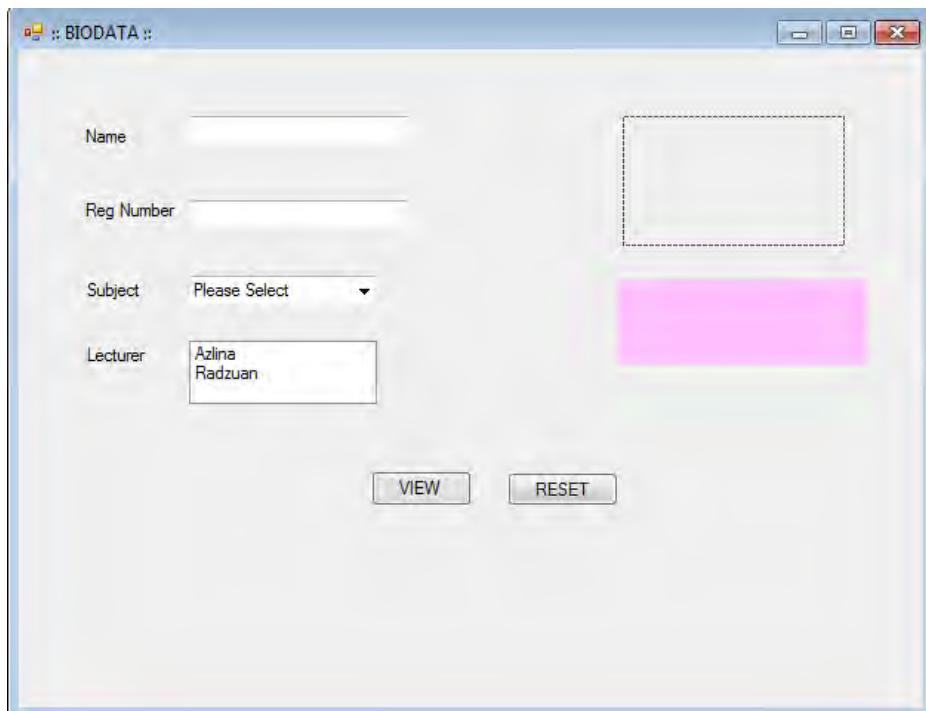 :: BIODATA ::
Name
Reg Number
Subject
Please Select
Lecturer
Azlina
Radzuan
VIEW
RESET